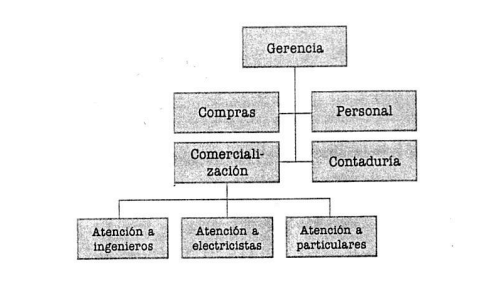 Gerencia
Compras
Personal
Comerciali-
zación
Contaduría
Atención a
ingenieros
Atención a
electricistas
Atención a
particulares